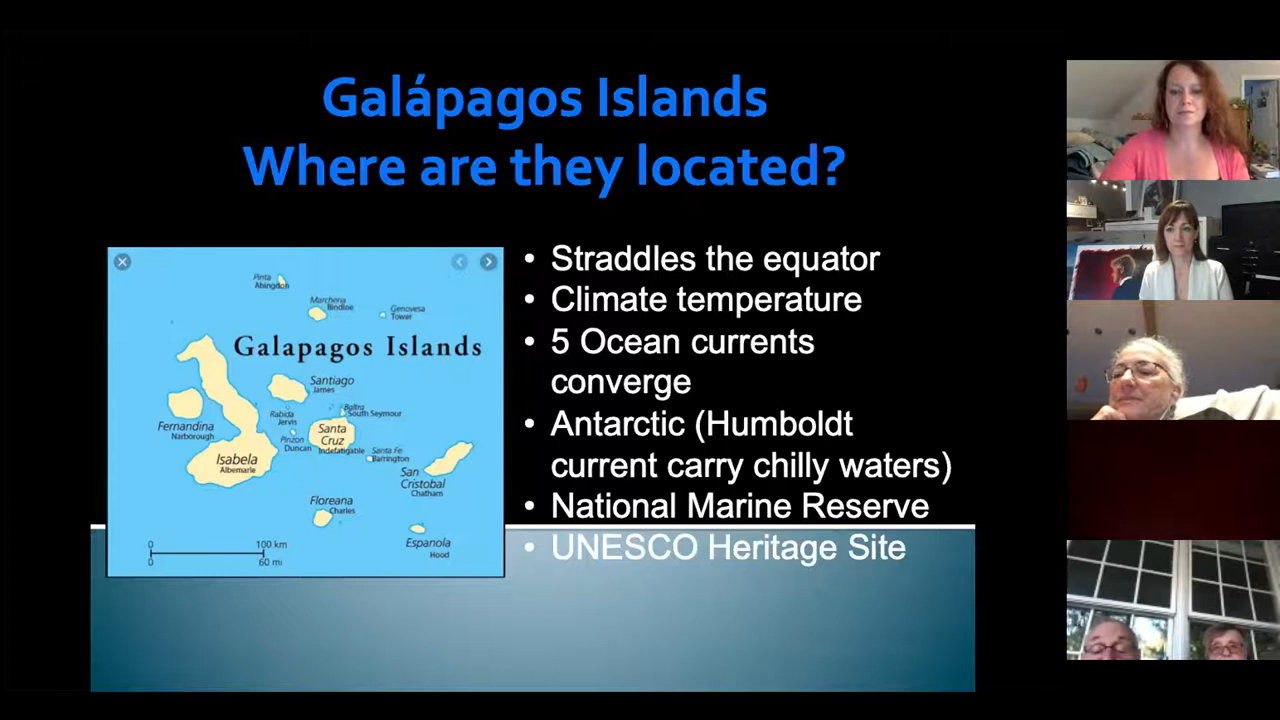 Galápagos Islands
Where are they located?
• Straddles the equator
• Climate temperature
• 5 Ocean currents
converge
• Antarctic (Humboldt
current carry chilly waters)
• National Marine Reserve
• UNESCO Heritage Site
Pinta
Abingdon
Marchena
Bindloe
Genovesa
Tower
Galapagos Islands
Santiago
James
Rabida
Jervis
Baltra
South Seymour
Fernandina
Narborough
Pinzon
Duncan
Santa
Cruz
Indefatigable
Santa Fe
Barrington
Isabela
Albemarle
San
Cristobal
Chatham
Floreana
Charles
Espanola
Hood
0 100 km
0 60 mi